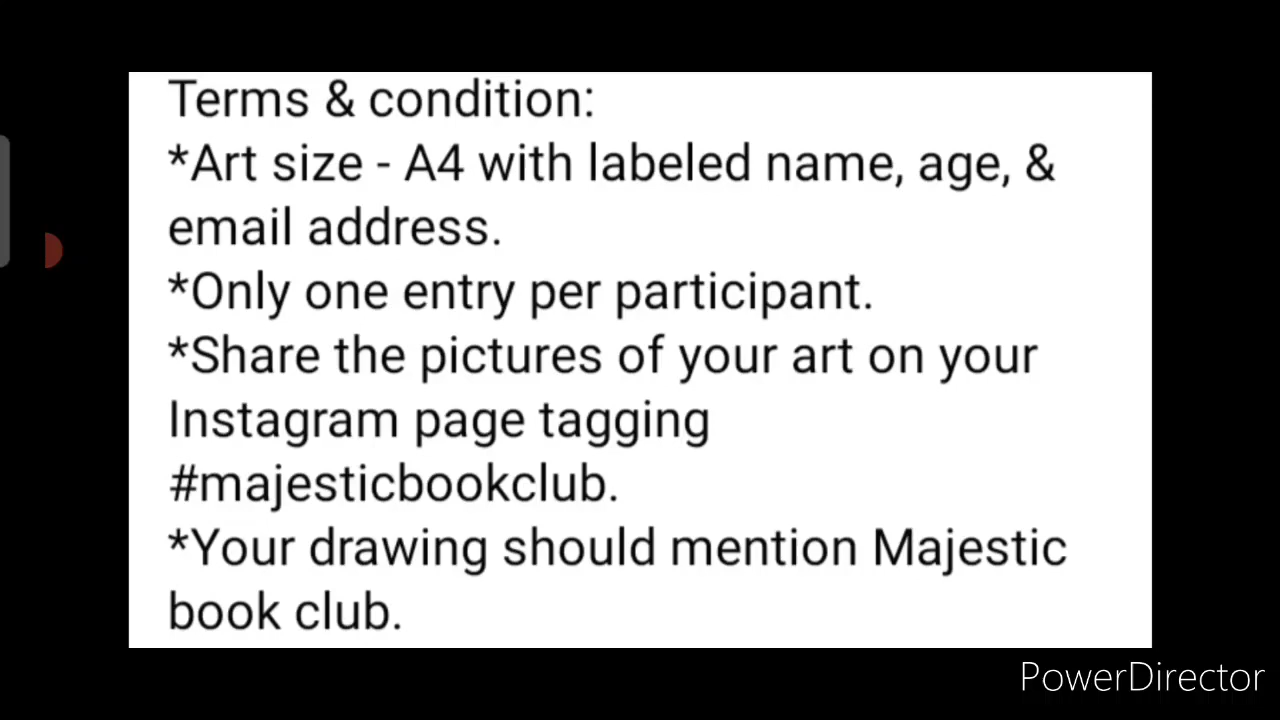 Terms & condition:
*Art size - A4 with labeled name, age, &
email address.
*Only one entry per participant.
*Share the pictures of your art on your
Instagram page tagging
#majesticbookclub.
*Your drawing should mention Majestic
book club.
PowerDirector